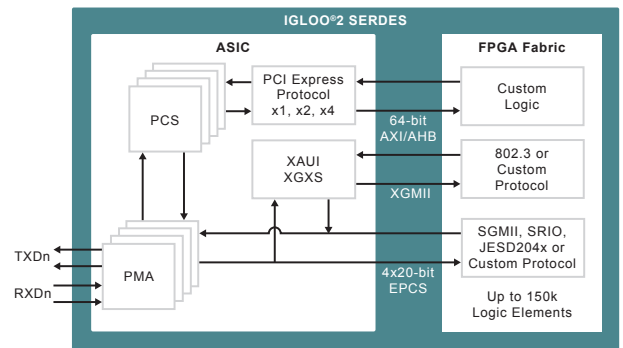 IGLOO®2 SERDES
ASIC
FPGA Fabric
PCS
PCI Express
Protocol
x1, x2, x4
Custom
Logic
64-bit
AXI/AHB
XAUI
XGXS
802.3 or
Custom
Protocol
XGMII
TXDn
RXDn
PMA
SGMII, SRIO,
JESD204x or
Custom Protocol
4x20-bit
EPCS
Up to 150k
Logic Elements